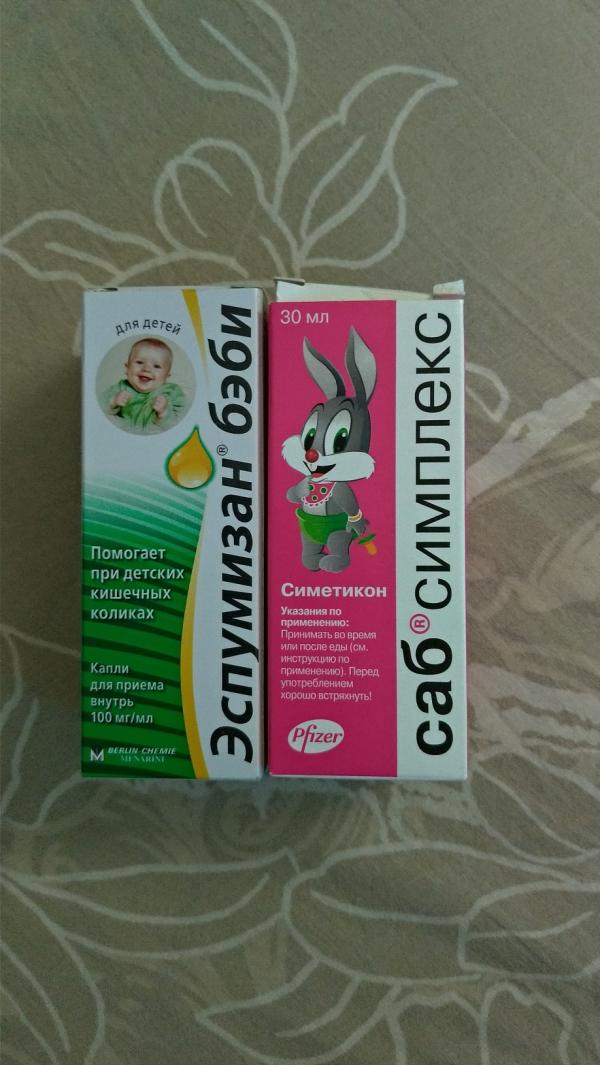 для детей
Эспумизан® бэби
Помогает
при детских
кишечных
коликах
Капли
для приема
внутрь
100 мг/мл
BERLIN-CHEMIE
MENARINI
30 мл
саб® симплекс
Симетикон
Указания по
применению:
Принимать во время
или после еды (см.
инструкцию по
применению). Перед
употреблением
хорошо встряхнуть!
Pfizer